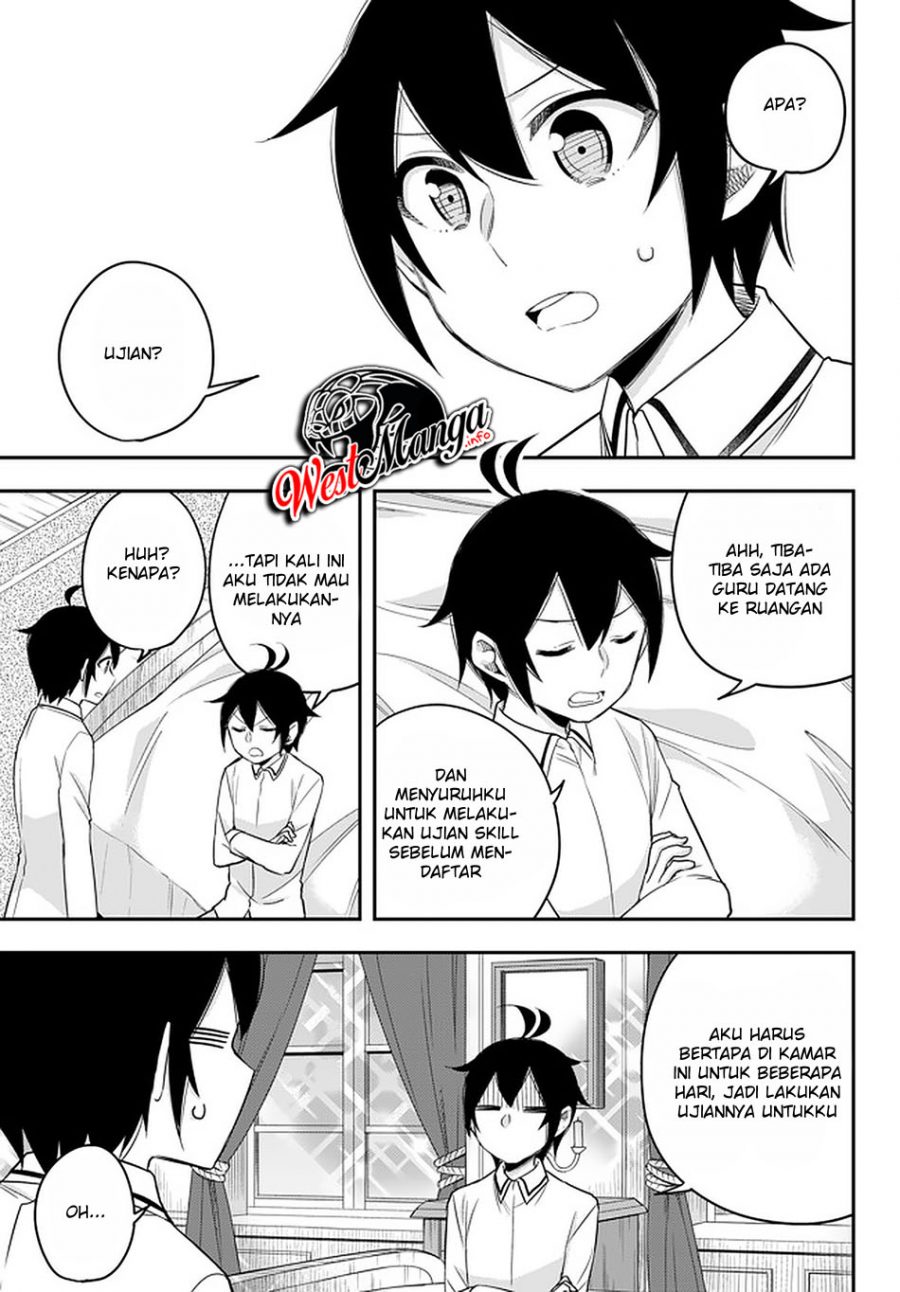 APA?
UJIAN?
WestManga
.info
AHH, TIBA-
TIBA SAJA ADA
GURU DATANG
KE RUANGAN
DAN
MENYURUHKU
UNTUK MELAKU-
KAN UJIAN SKILL
SEBELUM MEN-
DAFTAR
...TAPI KALI INI
AKU TIDAK MAU
MELAKUKAN-
NYA
HUH?
KENAPA?
AKU HARUS
BERTAPA DI KAMAR
INI UNTUK BEBERAPA
HARI, JADI LAKUKAN
UJIANNYA UNTUKKU
OH...